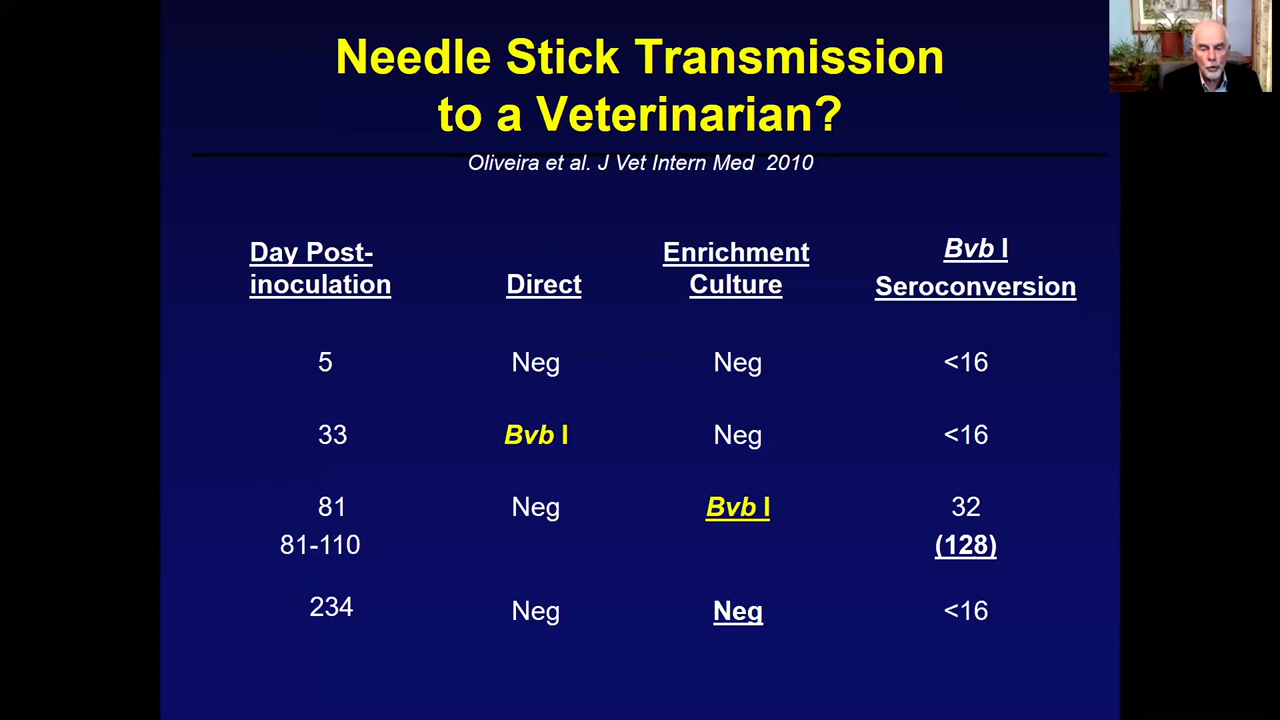 Needle Stick Transmission
to a Veterinarian?
Oliveira et al. J Vet Intern Med 2010
Day Post-
inoculation
Direct
Enrichment
Culture
Bvb I
Seroconversion
5 Neg Neg <16
33 Bvb I Neg <16
81 Neg Bvb I 32
81-110 (128)
234 Neg Neg <16